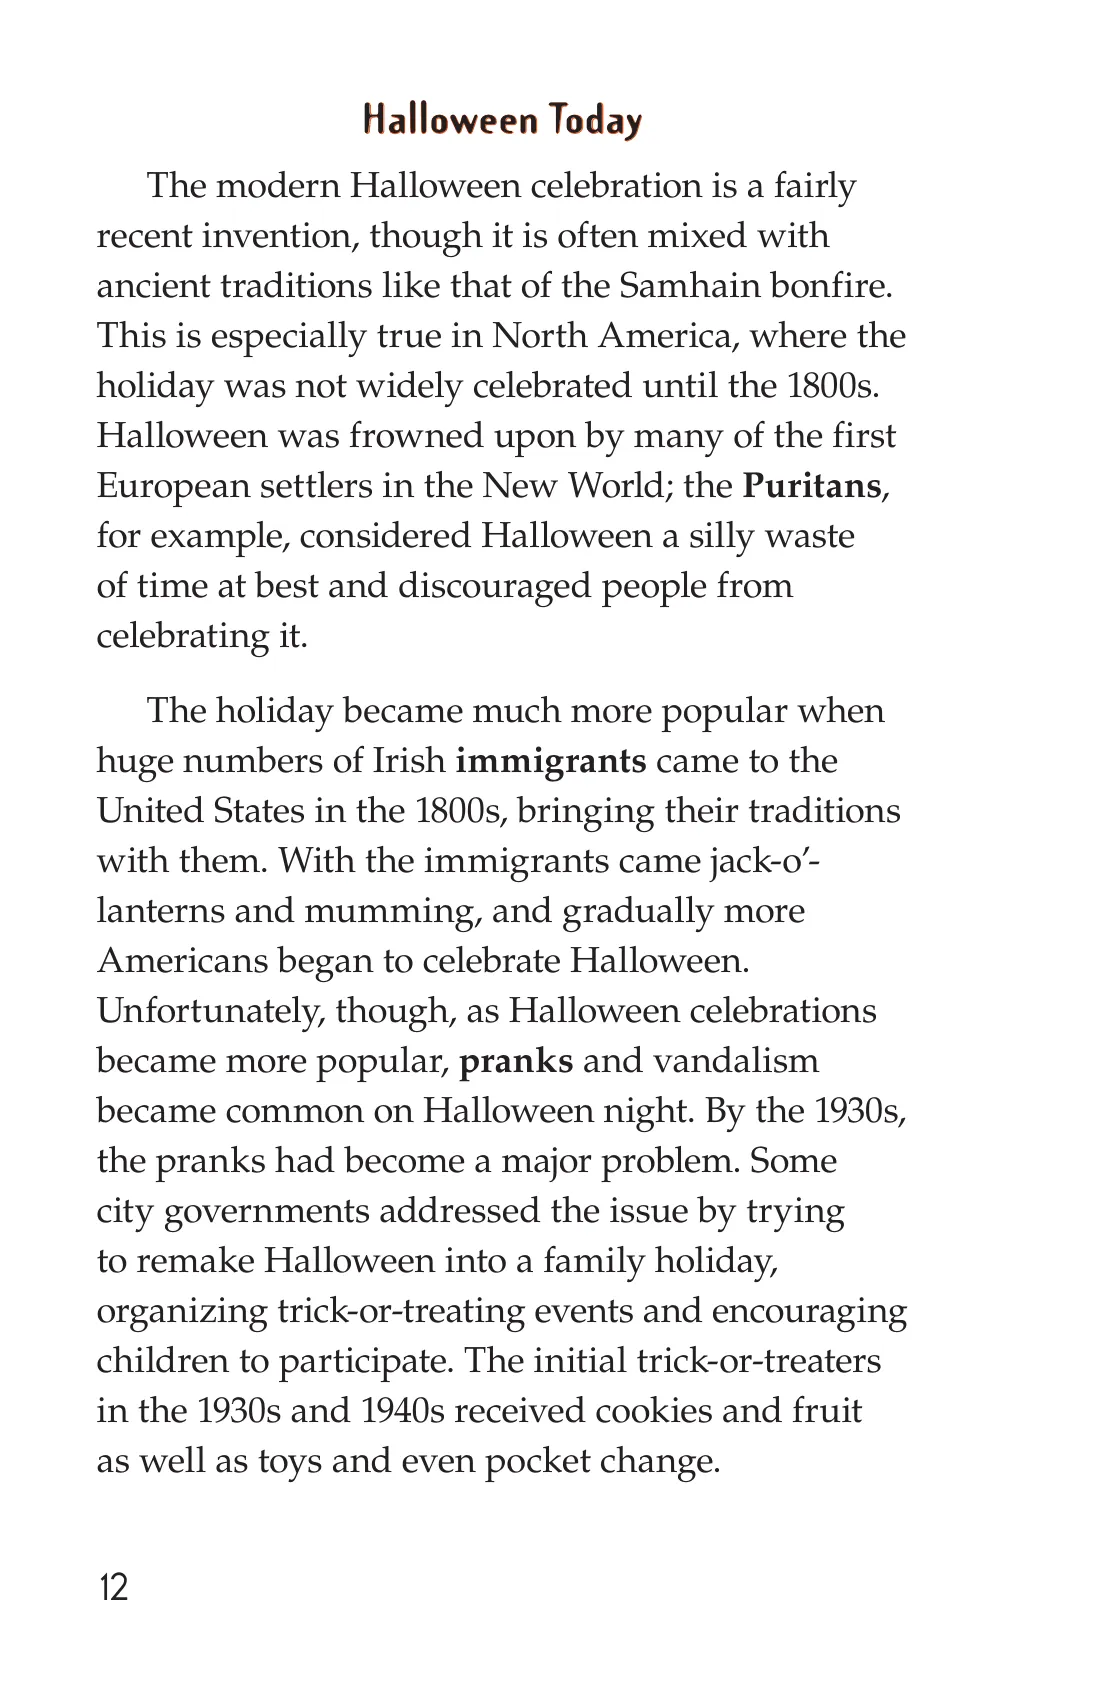 Halloween Today
The modern Halloween celebration is a fairly
recent invention, though it is often mixed with
ancient traditions like that of the Samhain bonfire.
This is especially true in North America, where the
holiday was not widely celebrated until the 1800s.
Halloween was frowned upon by many of the first
European settlers in the New World; the Puritans,
for example, considered Halloween a silly waste
of time at best and discouraged people from
celebrating it.
The holiday became much more popular when
huge numbers of Irish immigrants came to the
United States in the 1800s, bringing their traditions
with them. With the immigrants came jack-o’-
lanterns and mumming, and gradually more
Americans began to celebrate Halloween.
Unfortunately, though, as Halloween celebrations
became more popular, pranks and vandalism
became common on Halloween night. By the 1930s,
the pranks had become a major problem. Some
city governments addressed the issue by trying
to remake Halloween into a family holiday,
organizing trick-or-treating events and encouraging
children to participate. The initial trick-or-treaters
in the 1930s and 1940s received cookies and fruit
as well as toys and even pocket change.
12